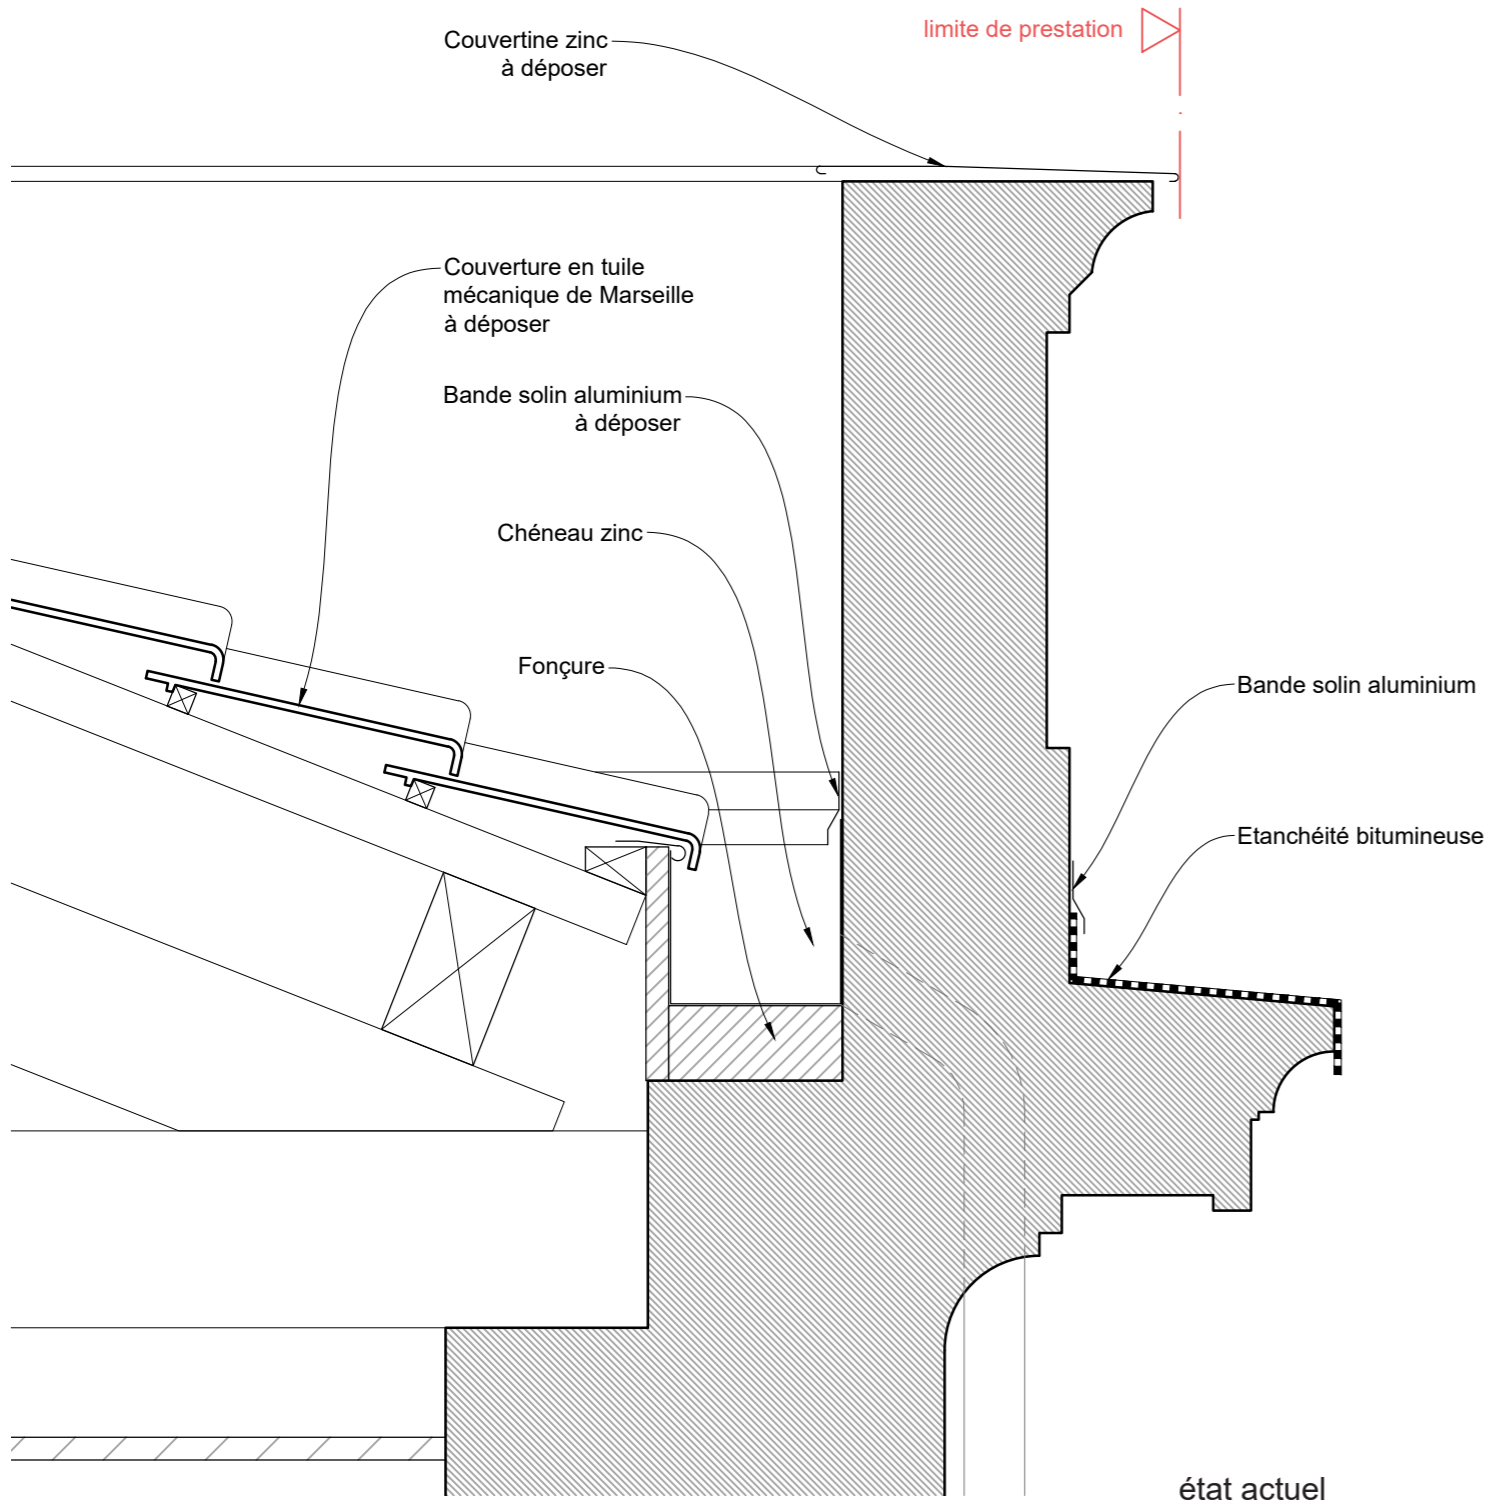 limite de prestation
Couvertine zinc
à déposer
Couverture en tuile
mécanique de Marseille
à déposer
Bande solin aluminium
à déposer
Chéneau zinc
Fonçure
Bande solin aluminium
Etanchéité bitumineuse
état actuel